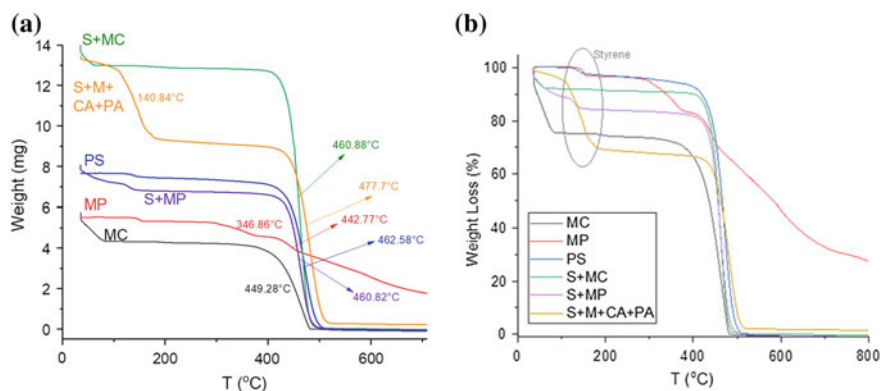 (a)
14
12
10
8
6
4
2
0
Weight (mg)
0
200
400
600
T (°C)
S+MC
S+M+
CA+PA
140.84°C
PS
S+MP
MP
MC
346.86°C
449.28°C
460.88°C
477.7°C
442.77°C
462.58°C
460.82°C
(b)
Styrene
100
80
60
40
20
0
Weight Loss (%)
MC
MP
PS
S+MC
S+MP
S+M+CA+PA
0
200
400
600
800
T (°C)